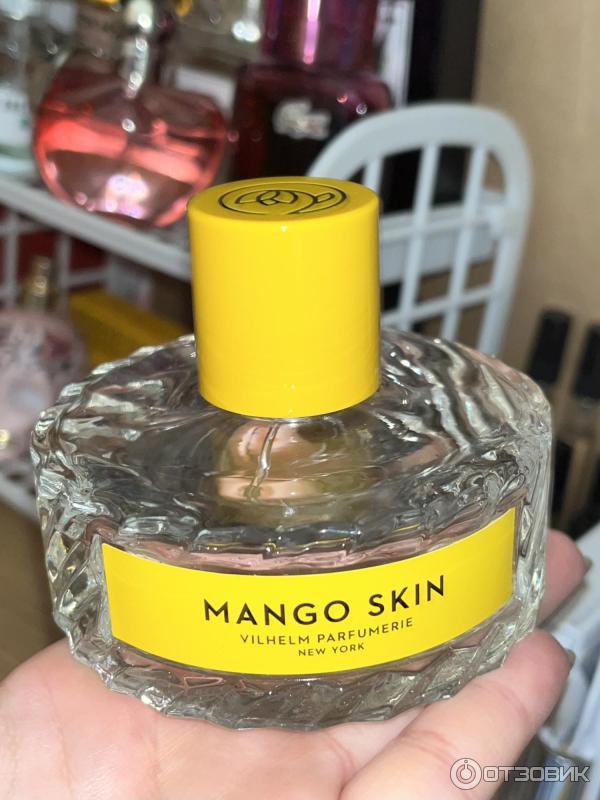 MANGO SKIN
VILHELM PARFUMERIE
NEW YORK
ОТЗОВИК